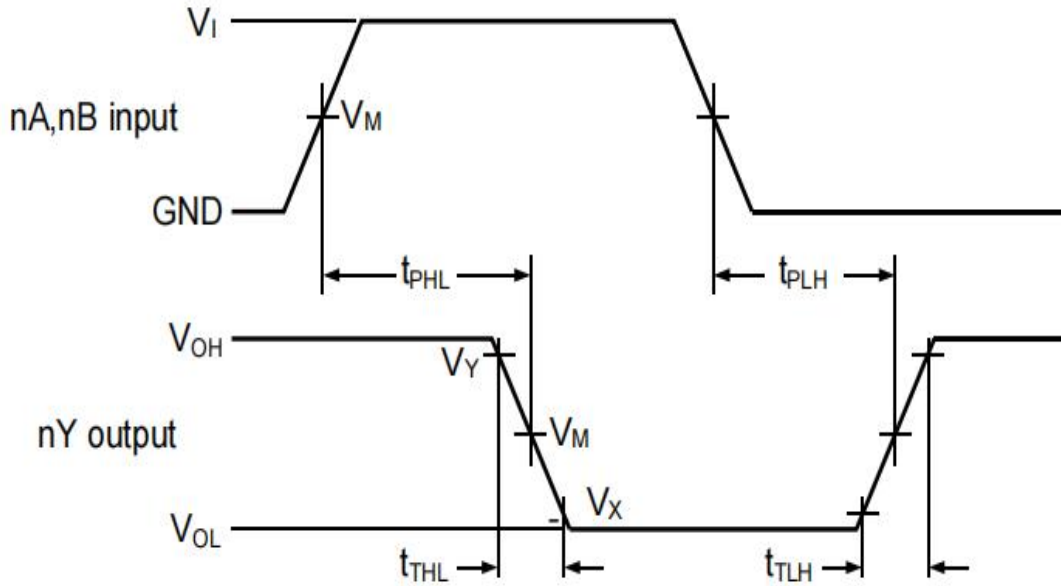 VI
nA,nB input
VM
GND
tPHL
tPLH
VOH
VY
nY output
VM
VX
VOL
tTHL
tTLH